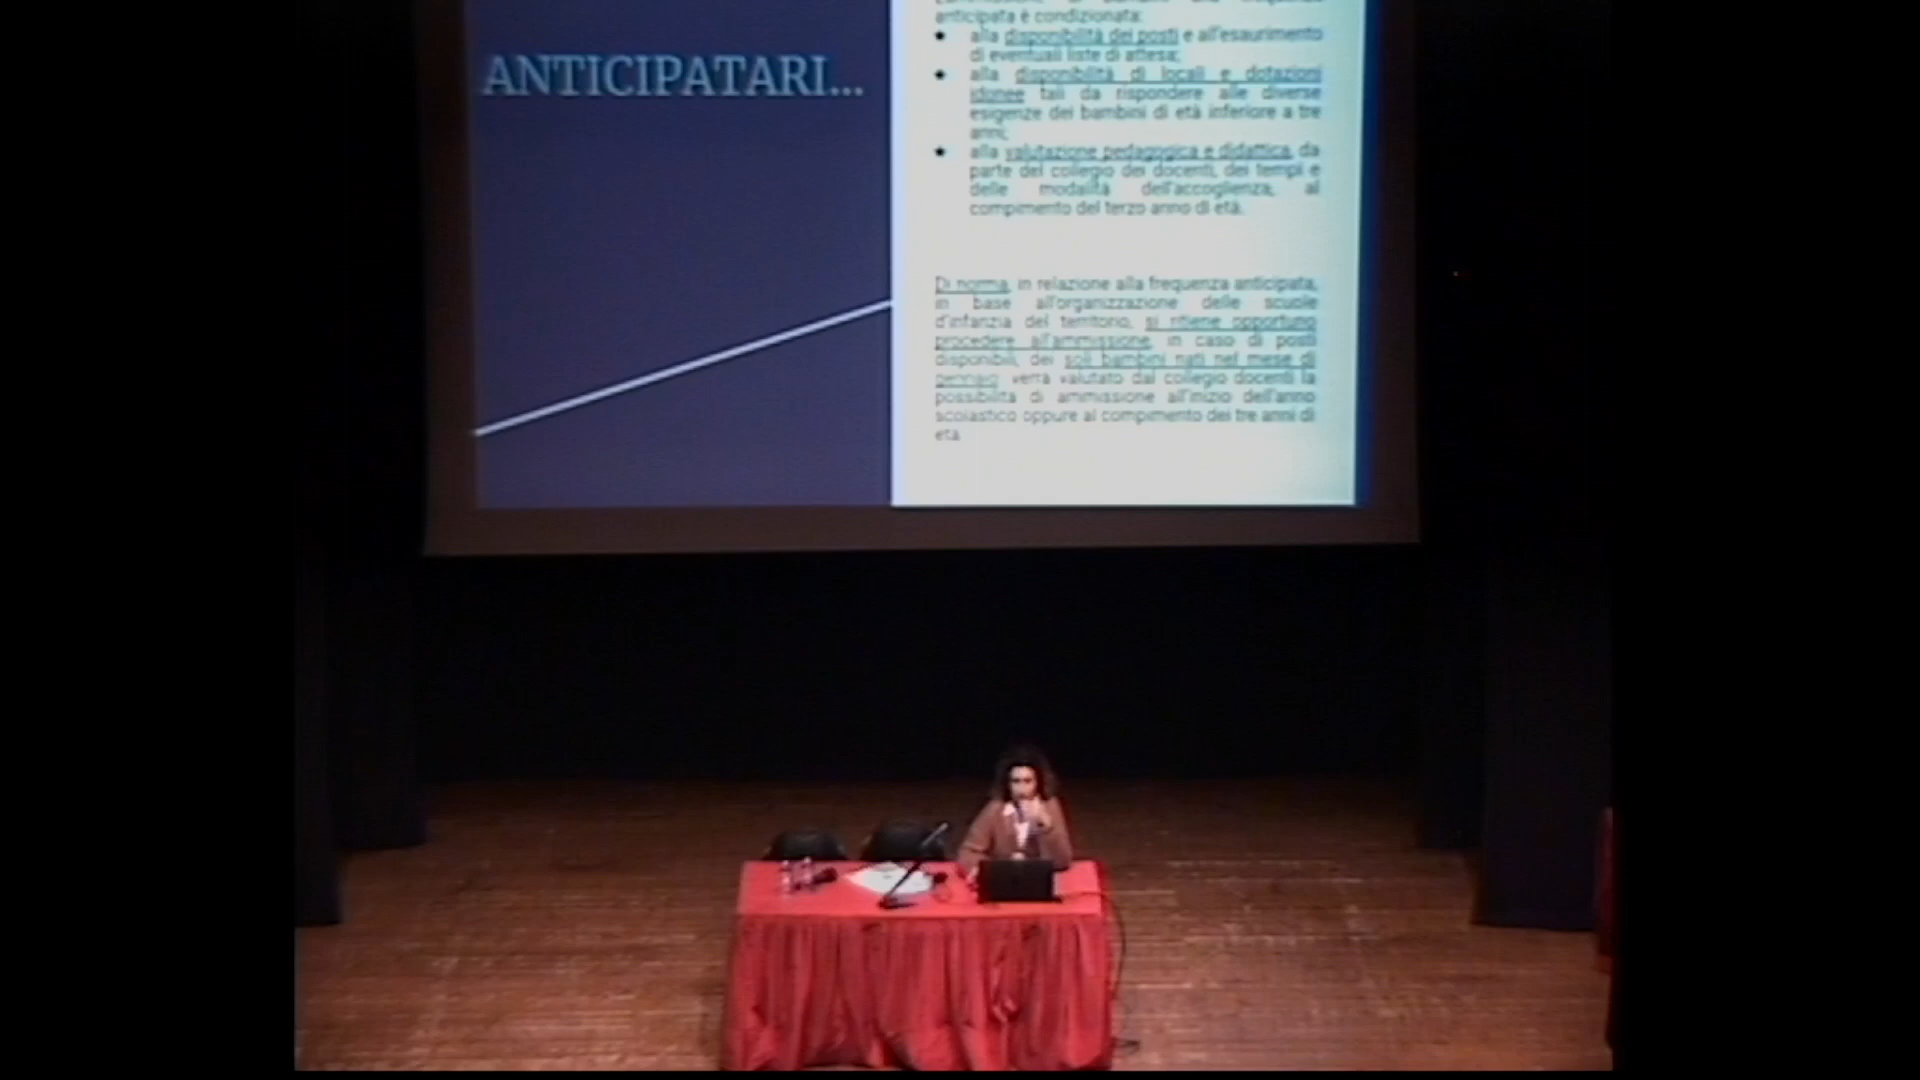 ANTICIPATARI...
anticipata è condizionata:
alla disponibilità dei posti e all'esaurimento
di eventuali liste di attesa;
alla disponibilità di locali e dotazioni
idonee tali da rispondere alle diverse
esigenze dei bambini di età inferiore a tre
anni;
alla valutazione pedagogica e didattica, da
parte del collegio dei docenti, dei tempi e
delle modalità dell'accoglienza, al
compimento del terzo anno di età.
Di norma, in relazione alla frequenza anticipata,
in base all'organizzazione delle scuole
d'infanzia del territorio, si ritiene opportuno
procedere all'ammissione, in caso di posti
disponibili, dei soli bambini nati nel mese di
gennaio verrà valutato dal collegio docenti la
possibilità di ammissione all'inizio dell'anno
scolastico oppure al compimento dei tre anni di
età